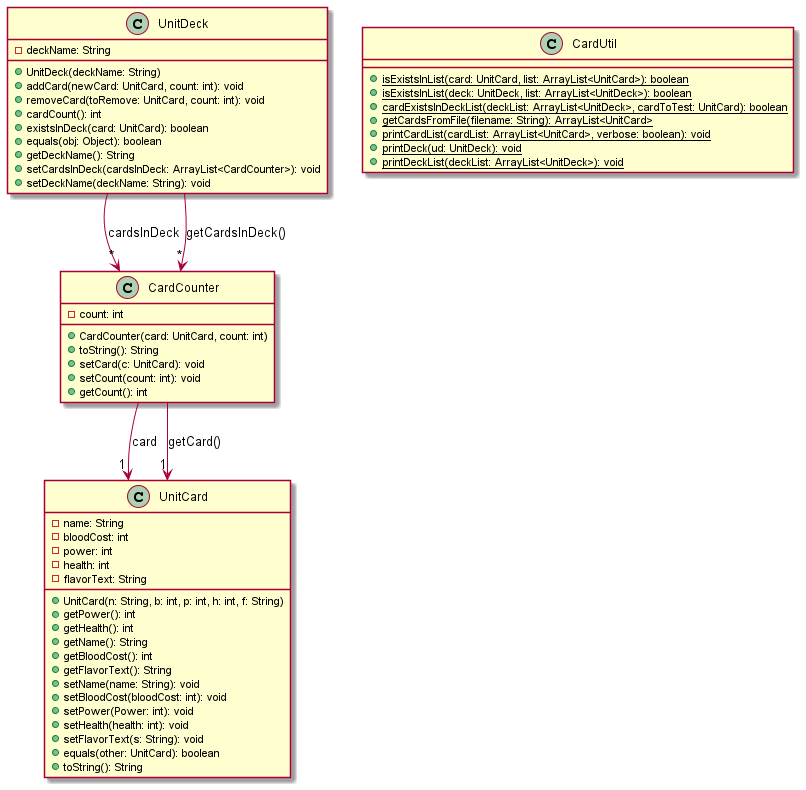 C UnitDeck
deckName: String
UnitDeck(deckName: String)
addCard(newCard: UnitCard, count: int): void
removeCard(toRemove: UnitCard, count: int): void
cardCount(): int
existsInDeck(card: UnitCard): boolean
equals(obj: Object): boolean
getDeckName(): String
setCardsInDeck(cardsInDeck: ArrayList<CardCounter>): void
setDeckName(deckName: String): void
C CardUtil
isExistsInList(card: UnitCard, list: ArrayList<UnitCard>): boolean
isExistsInList(deck: UnitDeck, list: ArrayList<UnitDeck>): boolean
cardExistsInDeckList(deckList: ArrayList<UnitDeck>, cardToTest: UnitCard): boolean
getCardsFromFile(filename: String): ArrayList<UnitCard>
printCardList(cardList: ArrayList<UnitCard>, verbose: boolean): void
printDeck(ud: UnitDeck): void
printDeckList(deckList: ArrayList<UnitDeck>): void
cardsInDeck
getCardsInDeck()
*
*
C CardCounter
count: int
CardCounter(card: UnitCard, count: int)
toString(): String
setCard(c: UnitCard): void
setCount(count: int): void
getCount(): int
card
getCard()
1
1
C UnitCard
name: String
bloodCost: int
power: int
health: int
flavorText: String
UnitCard(n: String, b: int, p: int, h: int, f: String)
getPower(): int
getHealth(): int
getName(): String
getBloodCost(): int
getFlavorText(): String
setName(name: String): void
setBloodCost(bloodCost: int): void
setPower(Power: int): void
setHealth(health: int): void
setFlavorText(s: String): void
equals(other: UnitCard): boolean
toString(): String